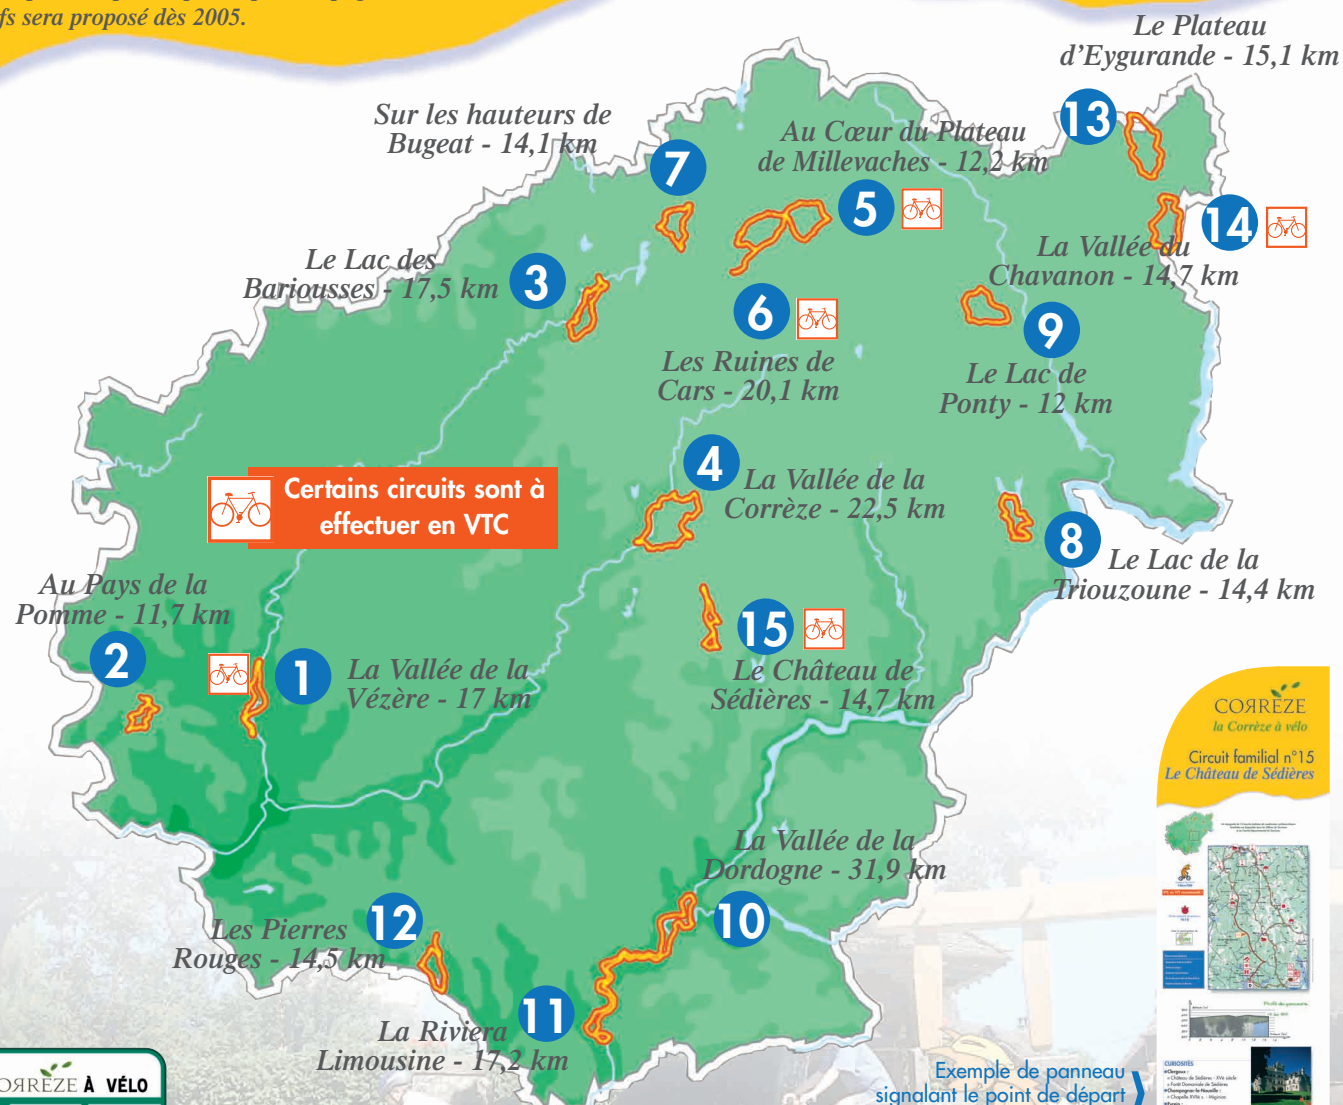 fs sera proposé dès 2005.
Le Plateau
d'Eygurande - 15,1 km
13
Sur les hauteurs de
Bugeat - 14,1 km
7
Au Cœur du Plateau
de Millevaches - 12,2 km
5
14
La Vallée du
Chavanon - 14,7 km
Le Lac des
Bariousses - 17,5 km
3
6
Les Ruines de
Cars - 20,1 km
9
Le Lac de
Ponty - 12 km
4
La Vallée de la
Corrèze - 22,5 km
Certains circuits sont à
effectuer en VTC
8
Le Lac de la
Triouzoune - 14,4 km
Au Pays de la
Pomme - 11,7 km
2
1
La Vallée de la
Vézère - 17 km
15
Le Château de
Sédières - 14,7 km
La Vallée de la
Dordogne - 31,9 km
10
12
Les Pierres
Rouges - 14,5 km
11
La Riviera
Limousine - 17,2 km
CORRÈZE
la Corrèze à vélo
Circuit familial n°15
Le Château de Sédières
CURIOSITÉS
Exemple de panneau
signalant le point de départ
ORRÈZE À VÉLO